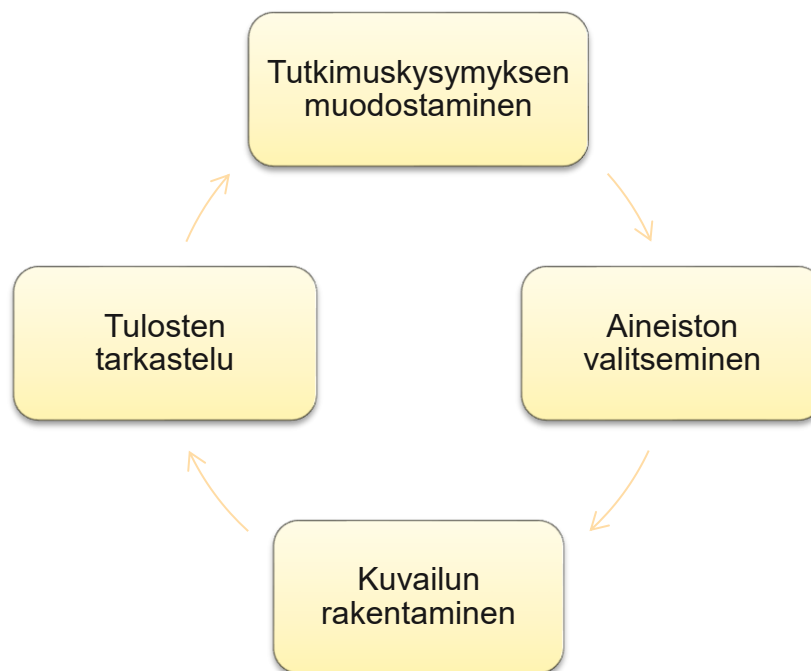 Tutkimuskysymyksen
muodostaminen
Aineiston
valitseminen
Kuvailun
rakentaminen
Tulosten
tarkastelu